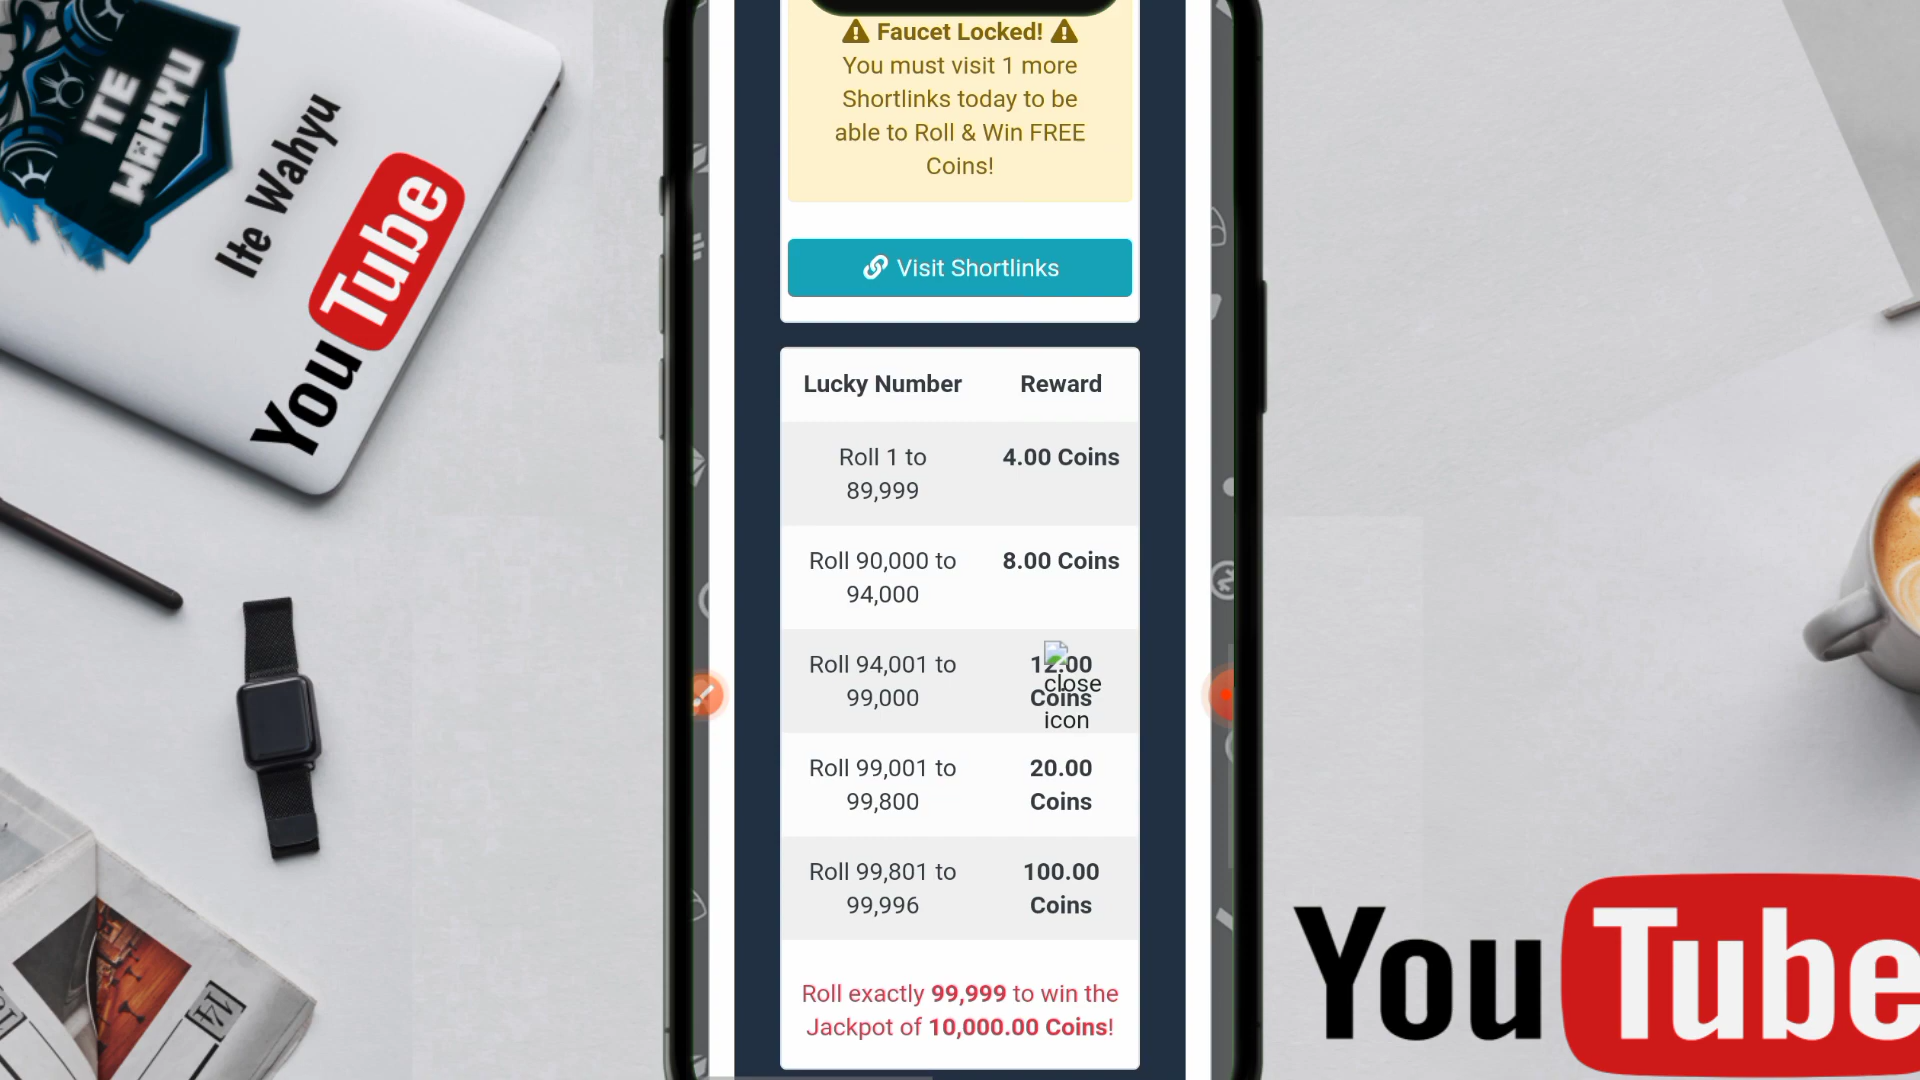 ITE
WAHYU
Ite Wahyu
YouTube
Faucet Locked!
You must visit 1 more
Shortlinks today to be
able to Roll & Win FREE
Coins!
Visit Shortlinks
Lucky Number Reward
Roll 1 to 4.00 Coins
89,999
Roll 90,000 to 8.00 Coins
94,000
Roll 94,001 to 12.00
99,000 Coins
close
icon
Roll 99,001 to 20.00
99,800 Coins
Roll 99,801 to 100.00
99,996 Coins
Roll exactly 99,999 to win the
Jackpot of 10,000.00 Coins!
YouTube